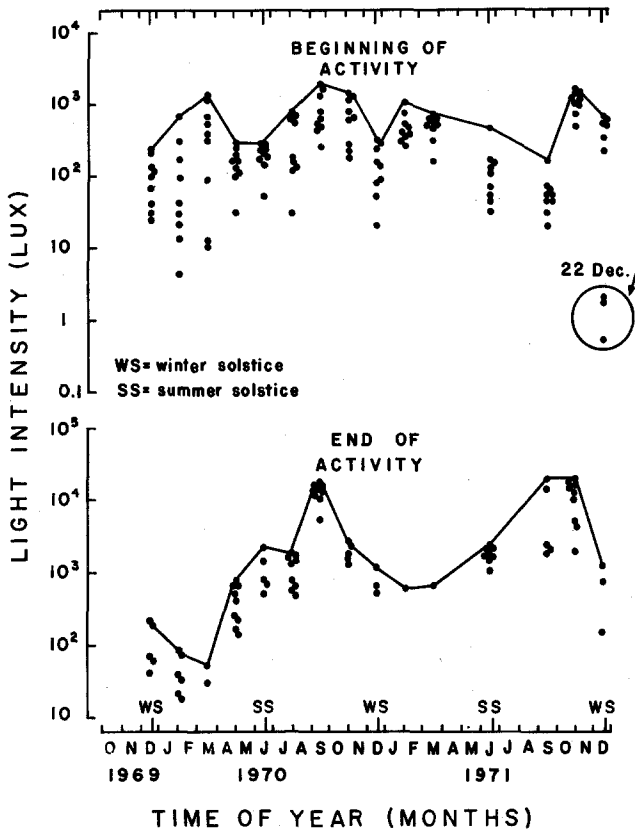 10⁴
BEGINNING OF
ACTIVITY
10³
10²
10
22 Dec.
1
WS= winter solstice
SS= summer solstice
0.1
LIGHT INTENSITY (LUX)
10⁵
END OF
ACTIVITY
10⁴
10³
10²
WS SS WS SS WS
10
O N D J F M A M J J A S O N D J F M A M J J A S O N D
1969 1970 1971
TIME OF YEAR (MONTHS)